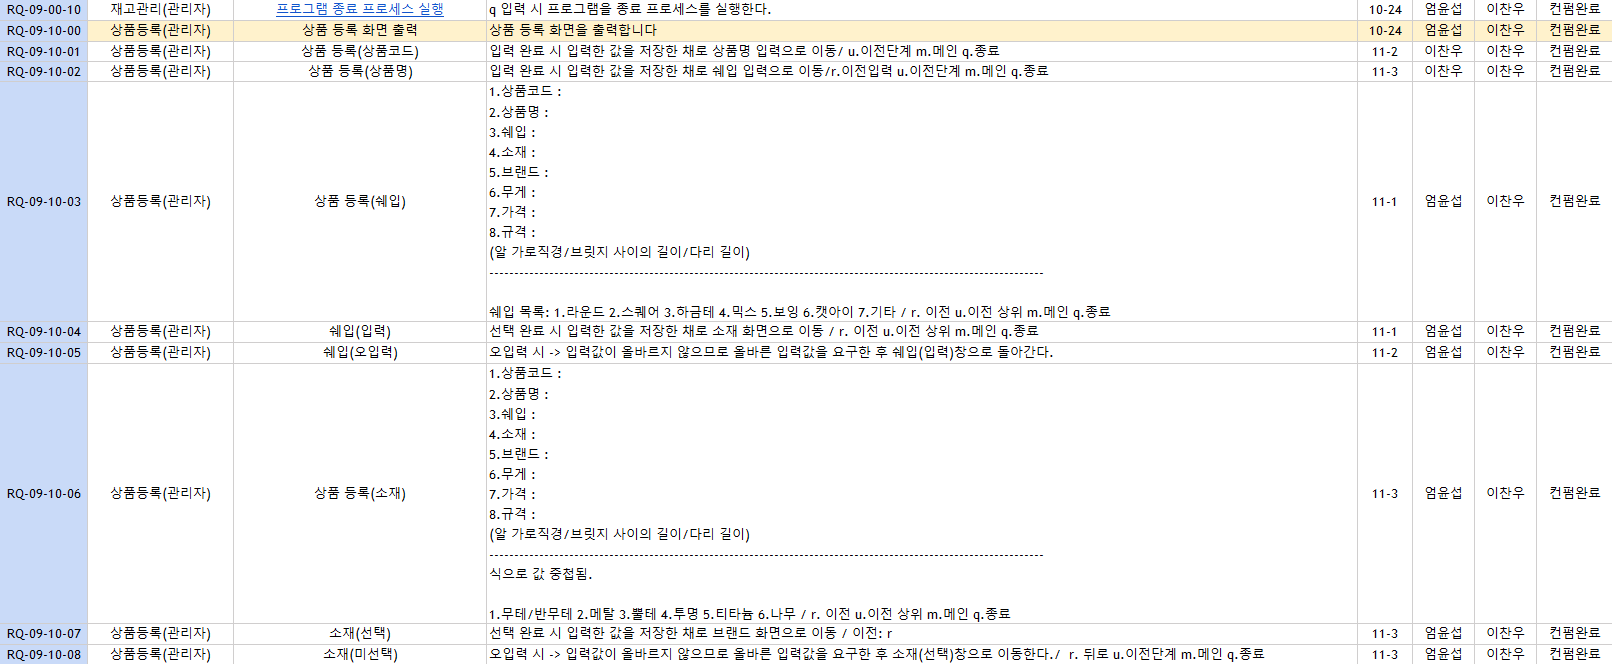 RQ-09-00-10 재고관리(관리자) 프로그램 종료 프로세스 실행 q 입력 시 프로그램을 종료 프로세스를 실행한다. 10-24 엄윤섭 이찬우 컨펌완료
RQ-09-10-00 상품등록(관리자) 상품 등록 화면 출력 상품 등록 화면을 출력합니다 10-24 엄윤섭 이찬우 컨펌완료
RQ-09-10-01 상품등록(관리자) 상품 등록(상품코드) 입력 완료 시 입력한 값을 저장한 채로 상품명 입력으로 이동/ u.이전단계 m.메인 q.종료 11-2 이찬우 이찬우 컨펌완료
RQ-09-10-02 상품등록(관리자) 상품 등록(상품명) 입력 완료 시 입력한 값을 저장한 채로 쉐입 입력으로 이동/r.이전입력 u.이전단계 m.메인 q.종료 11-3 이찬우 이찬우 컨펌완료
1.상품코드 :
2.상품명 :
3.쉐입 :
4.소재 :
5.브랜드 :
6.무게 :
RQ-09-10-03 상품등록(관리자) 상품 등록(쉐입) 11-1 엄윤섭 이찬우 컨펌완료
7.가격 :
8.규격 :
(알 가로직경/브릿지 사이의 길이/다리 길이)
---------------------------------------------------------------------------------------------------------------
쉐입 목록: 1.라운드 2.스퀘어 3.하금테 4.믹스 5.보잉 6.캣아이 7.기타 / r. 이전 u.이전 상위 m.메인 q.종료
RQ-09-10-04 상품등록(관리자) 쉐입(입력) 선택 완료 시 입력한 값을 저장한 채로 소재 화면으로 이동 / r. 이전 u.이전 상위 m.메인 q.종료 11-1 엄윤섭 이찬우 컨펌완료
RQ-09-10-05 상품등록(관리자) 쉐입(오입력) 오입력 시 -> 입력값이 올바르지 않으므로 올바른 입력값을 요구한 후 쉐입(입력)창으로 돌아간다. 11-2 엄윤섭 이찬우 컨펌완료
1.상품코드 :
2.상품명 :
3.쉐입 :
4.소재 :
5.브랜드 :
6.무게 :
RQ-09-10-06 상품등록(관리자) 상품 등록(소재) 11-3 엄윤섭 이찬우 컨펌완료
7.가격 :
8.규격 :
(알 가로직경/브릿지 사이의 길이/다리 길이)
---------------------------------------------------------------------------------------------------------------
식으로 값 중첩됨.
1.무테/반무테 2.메탈 3.뿔테 4.투명 5.티타늄 6.나무 / r. 이전 u.이전 상위 m.메인 q.종료
RQ-09-10-07 상품등록(관리자) 소재(선택) 선택 완료 시 입력한 값을 저장한 채로 브랜드 화면으로 이동 / 이전: r 11-3 엄윤섭 이찬우 컨펌완료
RQ-09-10-08 상품등록(관리자) 소재(미선택) 오입력 시 -> 입력값이 올바르지 않으므로 올바른 입력값을 요구한 후 소재(선택)창으로 이동한다./ r. 뒤로 u.이전단계 m.메인 q.종료 11-3 엄윤섭 이찬우 컨펌완료